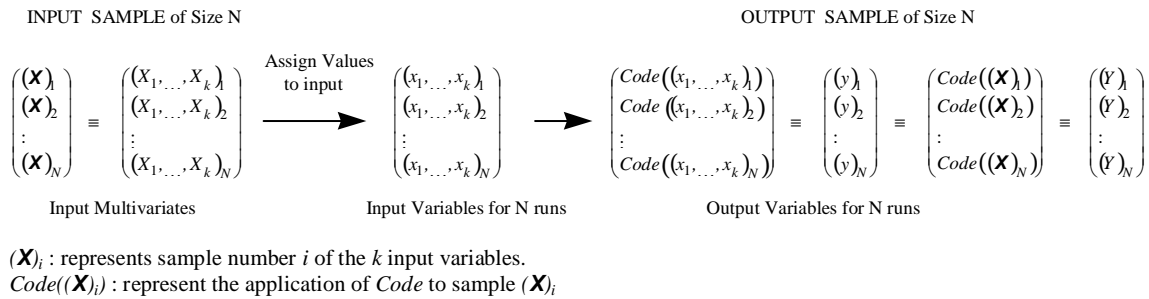 INPUT SAMPLE of Size N OUTPUT SAMPLE of Size N
Assign Values
to input
((X)1 (X)2 : (X)N) ≡ ((X1,...,Xk)1 (X1,...,Xk)2 : (X1,...,Xk)N) ((x1,...,xk)1 (x1,...,xk)2 : (x1,...,xk)N) (Code((x1,...,xk)1) Code((x1,...,xk)2) : Code((x1,...,xk)N)) ≡ ((y)1 (y)2 : (y)N) ≡ (Code((X)1) Code((X)2) : Code((X)N)) ≡ ((Y)1 (Y)2 : (Y)N)
Input Multivariates Input Variables for N runs Output Variables for N runs
(X)i : represents sample number i of the k input variables.
Code((X)i) : represent the application of Code to sample (X)i